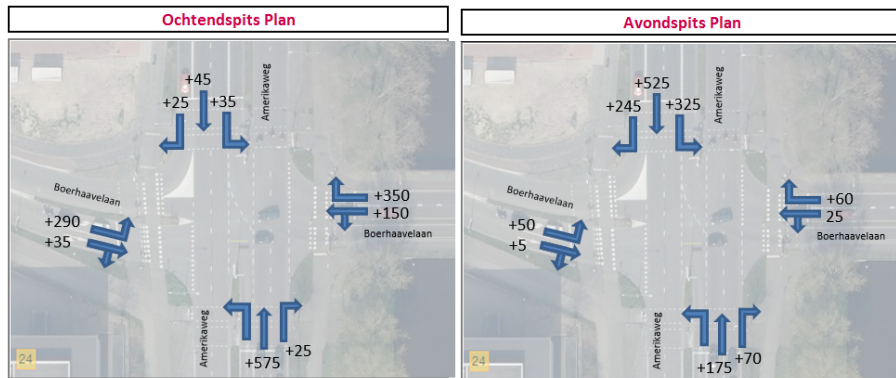 Ochtendspits Plan
+45
+25
+35
Amerikaweg
Boerhaavelaan
+290
+35
+350
+150
Boerhaavelaan
Amerikaweg
+25
+575
24
Avondspits Plan
+525
+245
+325
Amerikaweg
Boerhaavelaan
+50
+5
+60
25
Boerhaavelaan
Amerikaweg
+70
+175
24